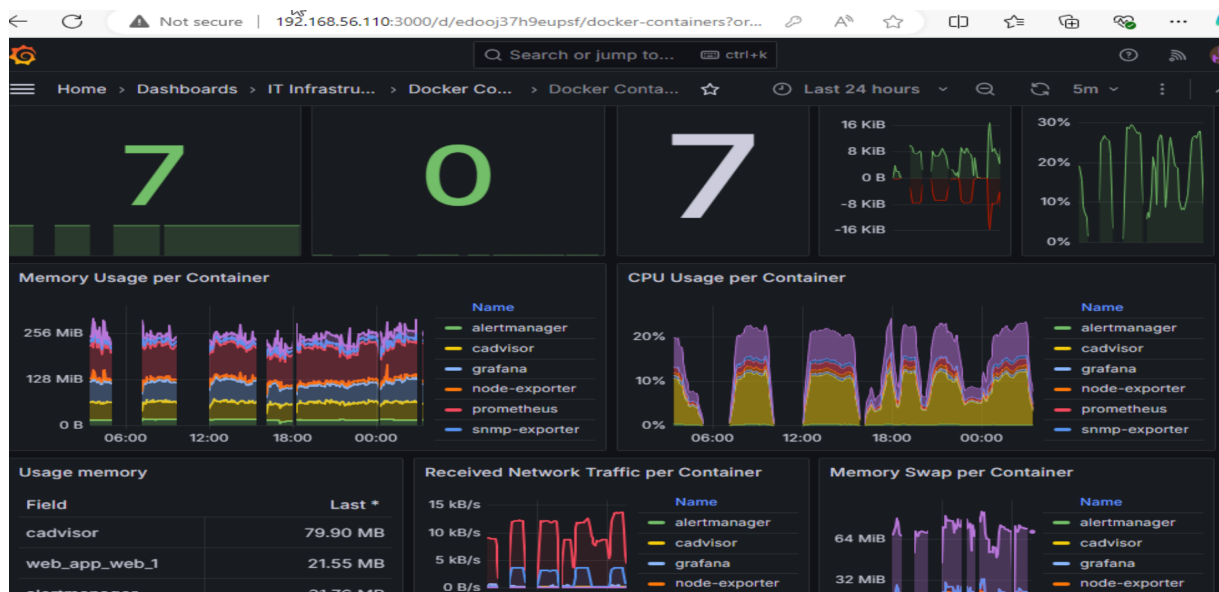 Not secure 192.168.56.110:3000/d/edooj37h9eupsf/docker-containers?or...
Search or jump to... ctrl+k
Home > Dashboards > IT Infrastru... > Docker Co... > Docker Conta... Last 24 hours 5m
7
0
7
16 KiB
8 KiB
0 B
-8 KiB
-16 KiB
30%
20%
10%
0%
Memory Usage per Container
256 MiB
128 MiB
0 B
06:00 12:00 18:00 00:00
Name
alertmanager
cadvisor
grafana
node-exporter
prometheus
snmp-exporter
CPU Usage per Container
20%
10%
0%
06:00 12:00 18:00 00:00
Name
alertmanager
cadvisor
grafana
node-exporter
prometheus
snmp-exporter
Usage memory
Field Last *
cadvisor 79.90 MB
web_app_web_1 21.55 MB
Received Network Traffic per Container
15 kB/s
10 kB/s
5 kB/s
0 B/s
Name
alertmanager
cadvisor
grafana
node-exporter
Memory Swap per Container
64 MiB
32 MiB
Name
alertmanager
cadvisor
grafana
node-exporter